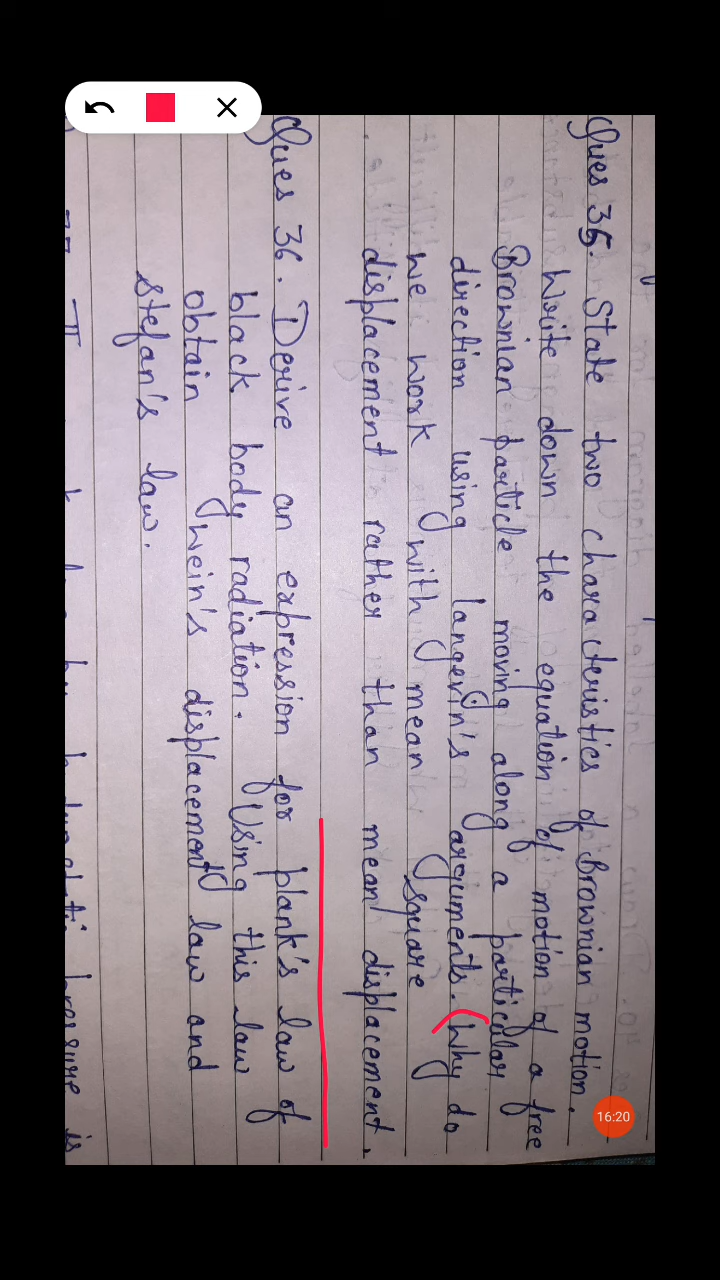 Ques 35. State two characteristics of Brownian motion.
Write down the equation of motion of a free
Brownian particle moving along a particular
direction using langevin's arguments. (Why do
we work with mean square
displacement rather than mean displacement.
Ques 36. Derive an expression for plank's law of
black body radiation. Using this law
obtain wein's displacement law and
stefan's law.
pressure is
16:20